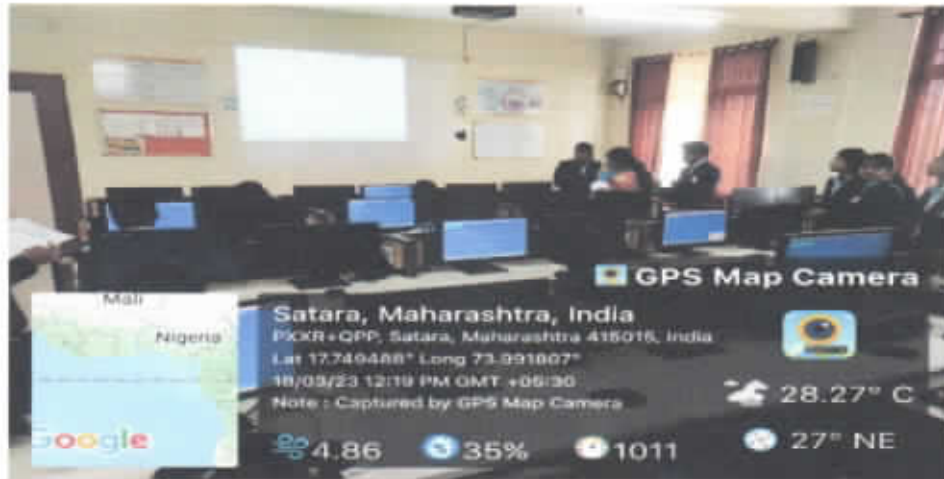 GPS Map Camera
Mali
Nigeria
Google
Satara, Maharashtra, India
PXXR+QPP, Satara, Maharashtra 415015, India
Lat 17.749488° Long 73.991807°
18/03/23 12:19 PM GMT +05:30
Note : Captured by GPS Map Camera
28.27° C
4.86
35%
1011
27° NE